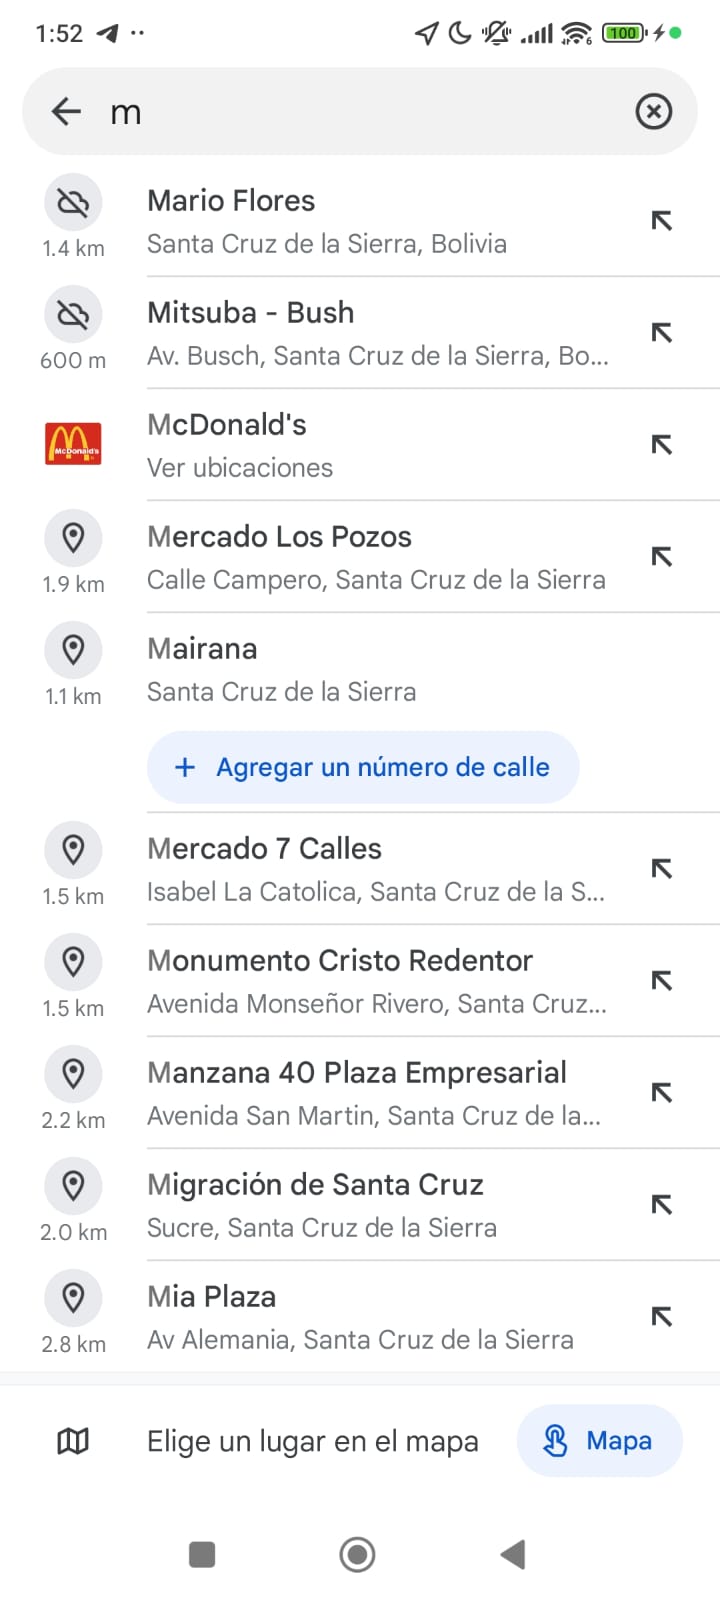 1:52
100
m
Mario Flores
1.4 km
Santa Cruz de la Sierra, Bolivia
Mitsuba - Bush
600 m
Av. Busch, Santa Cruz de la Sierra, Bo...
McDonald's
McDonald's
Ver ubicaciones
Mercado Los Pozos
1.9 km
Calle Campero, Santa Cruz de la Sierra
Mairana
1.1 km
Santa Cruz de la Sierra
+ Agregar un número de calle
Mercado 7 Calles
1.5 km
Isabel La Catolica, Santa Cruz de la S...
Monumento Cristo Redentor
1.5 km
Avenida Monseñor Rivero, Santa Cruz...
Manzana 40 Plaza Empresarial
2.2 km
Avenida San Martin, Santa Cruz de la...
Migración de Santa Cruz
2.0 km
Sucre, Santa Cruz de la Sierra
Mia Plaza
2.8 km
Av Alemania, Santa Cruz de la Sierra
Elige un lugar en el mapa
Mapa